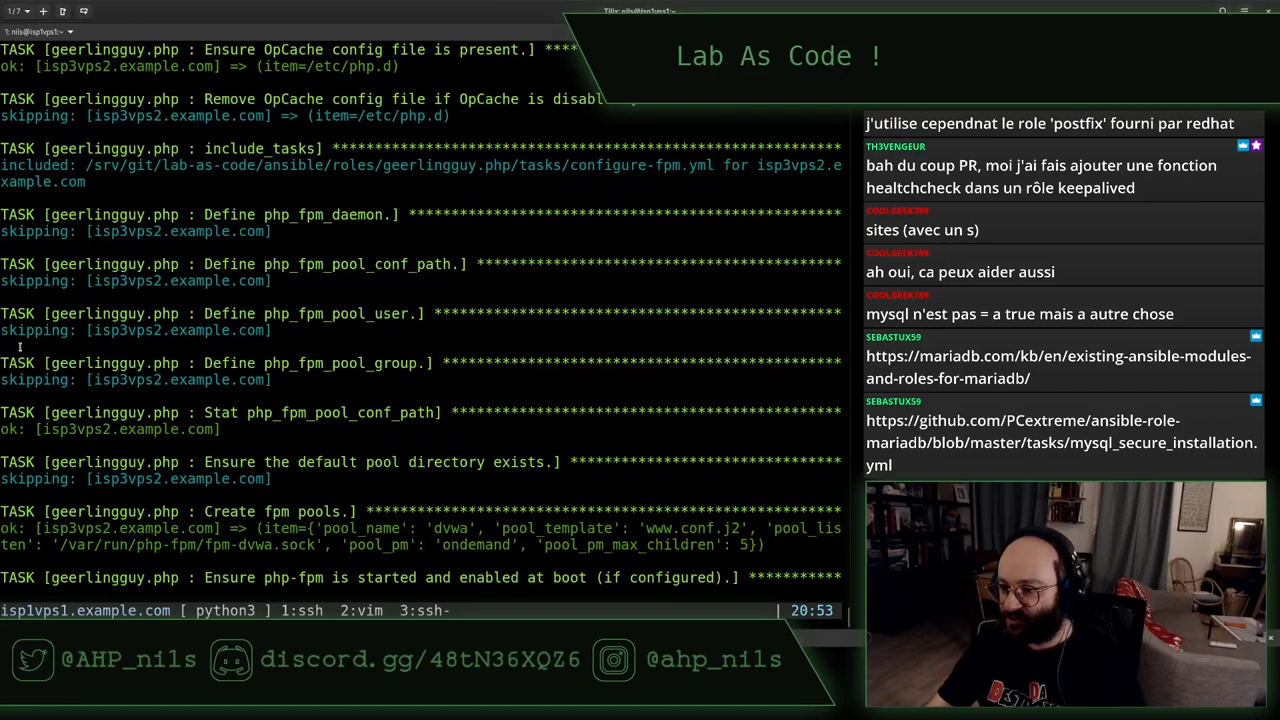 1/7
Tilix: nils@isp1vps1:~
1: nils@isp1vps1:~
Lab As Code !
TASK [geerlingguy.php : Ensure OpCache config file is present.] ****
ok: [isp3vps2.example.com] => (item=/etc/php.d)
TASK [geerlingguy.php : Remove OpCache config file if OpCache is disabl
skipping: [isp3vps2.example.com] => (item=/etc/php.d)
TASK [geerlingguy.php : include_tasks] ************************************************************
included: /srv/git/lab-as-code/ansible/roles/geerlingguy.php/tasks/configure-fpm.yml for isp3vps2.e
xample.com
TASK [geerlingguy.php : Define php_fpm_daemon.] ***************************************************
skipping: [isp3vps2.example.com]
TASK [geerlingguy.php : Define php_fpm_pool_conf_path.] *******************************************
skipping: [isp3vps2.example.com]
TASK [geerlingguy.php : Define php_fpm_pool_user.] ************************************************
skipping: [isp3vps2.example.com]
TASK [geerlingguy.php : Define php_fpm_pool_group.] ***********************************************
skipping: [isp3vps2.example.com]
TASK [geerlingguy.php : Stat php_fpm_pool_conf_path] **********************************************
ok: [isp3vps2.example.com]
TASK [geerlingguy.php : Ensure the default pool directory exists.] ********************************
skipping: [isp3vps2.example.com]
TASK [geerlingguy.php : Create fpm pools.] ********************************************************
ok: [isp3vps2.example.com] => (item={'pool_name': 'dvwa', 'pool_template': 'www.conf.j2', 'pool_lis
ten': '/var/run/php-fpm/fpm-dvwa.sock', 'pool_pm': 'ondemand', 'pool_pm_max_children': 5})
TASK [geerlingguy.php : Ensure php-fpm is started and enabled at boot (if configured).] ***********
isp1vps1.example.com [ python3 ] 1:ssh 2:vim 3:ssh- | 20:53
j'utilise cependnat le role 'postfix' fourni par redhat
TH3VENGEUR
bah du coup PR, moi j'ai fais ajouter une fonction
healtchcheck dans un rôle keepalived
COOLGEEK789
sites (avec un s)
COOLGEEK789
ah oui, ca peux aider aussi
COOLGEEK789
mysql n'est pas = a true mais a autre chose
SEBASTUX59
https://mariadb.com/kb/en/existing-ansible-modules-
and-roles-for-mariadb/
SEBASTUX59
https://github.com/PCextreme/ansible-role-
mariadb/blob/master/tasks/mysql_secure_installation.
yml
@AHP_nils discord.gg/48tN36XQZ6 @ahp_nils